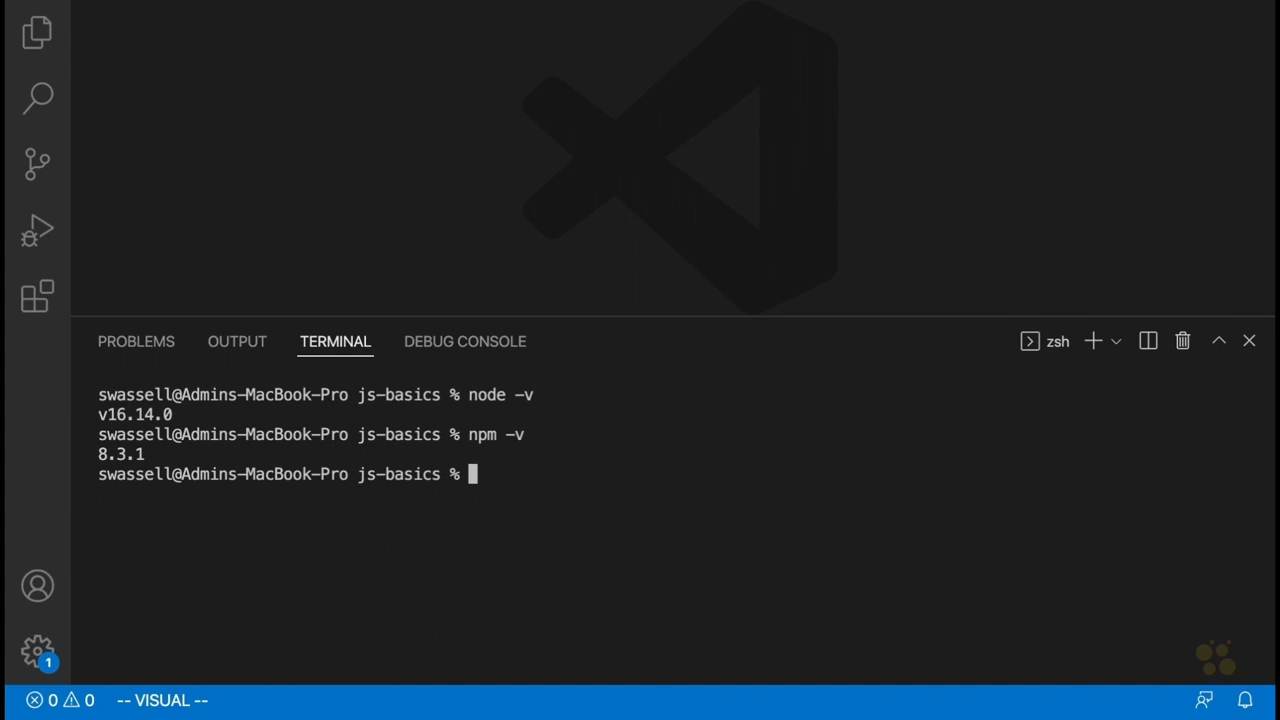 PROBLEMS OUTPUT TERMINAL DEBUG CONSOLE zsh
swassell@Admins-MacBook-Pro js-basics % node -v
v16.14.0
swassell@Admins-MacBook-Pro js-basics % npm -v
8.3.1
swassell@Admins-MacBook-Pro js-basics %
1
0 0 -- VISUAL --